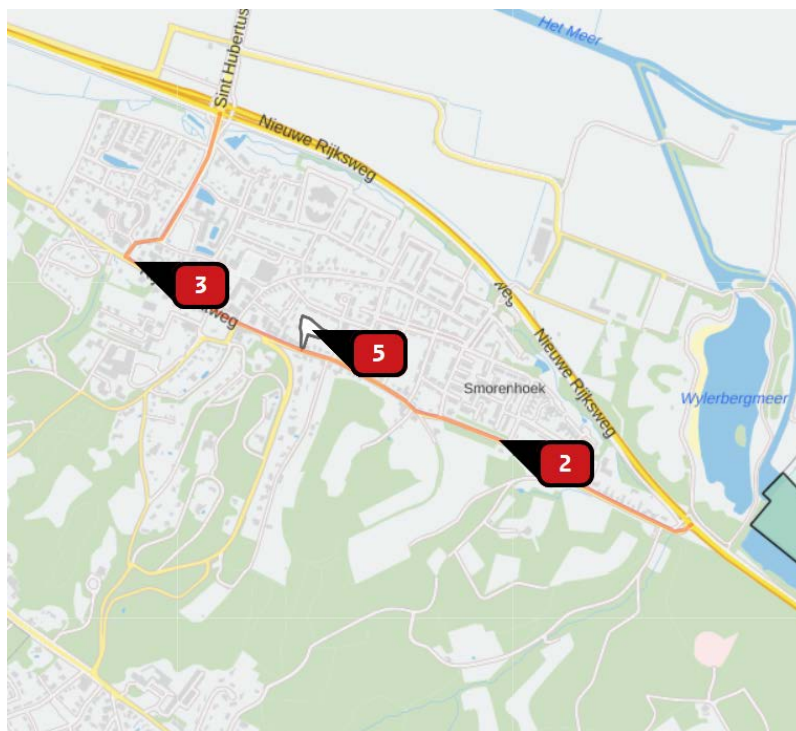 Het Meer
Sint Hubertus
Nieuwe Rijksweg
3
weg
5
Nieuwe Rijksweg
Smorenhoek
Wylerbergmeer
2